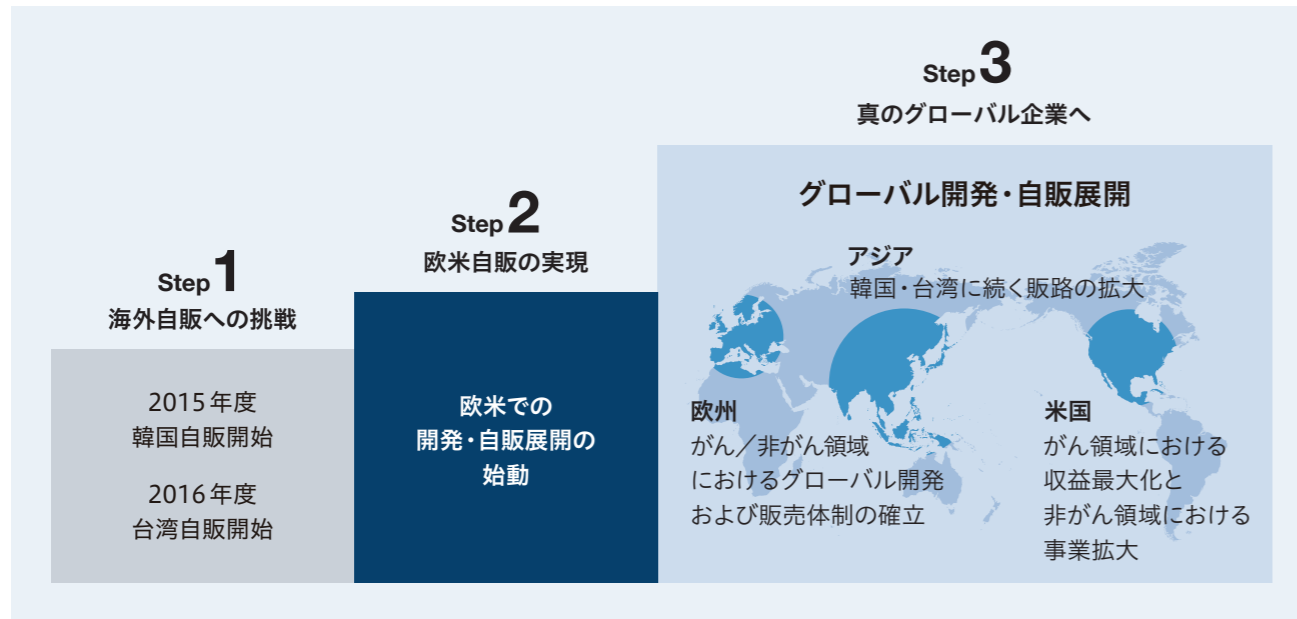 Step 1
海外自販への挑戦
2015年度
韓国自販開始
2016年度
台湾自販開始
Step 2
欧米自販の実現
欧米での
開発・自販展開の
始動
Step 3
真のグローバル企業へ
グローバル開発・自販展開
アジア
韓国・台湾に続く販路の拡大
欧州
がん／非がん領域
におけるグローバル開発
および販売体制の確立
米国
がん領域における
収益最大化と
非がん領域における
事業拡大